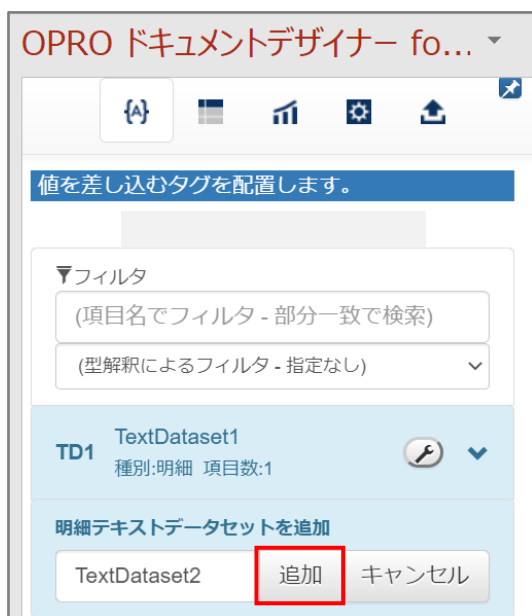 OPRO ドキュメントデザイナー fo...
{A}
値を差し込むタグを配置します。
フィルタ
(項目名でフィルタ - 部分一致で検索)
(型解釈によるフィルタ - 指定なし)
TD1 TextDataset1
種別:明細 項目数:1
明細テキストデータセットを追加
TextDataset2 追加 キャンセル